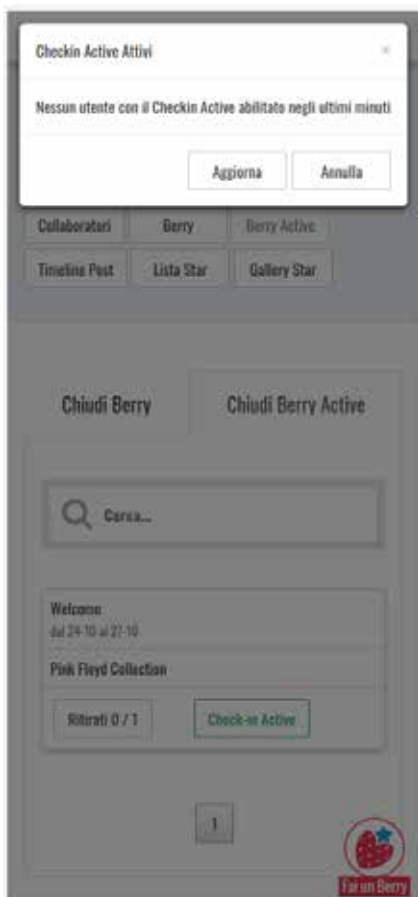 Checkin Active Attivi ×
Nessun utente con il Checkin Active abilitato negli ultimi minuti
Aggiorna Annulla
Collaboratori Berry Berry Active
Timeline Post Lista Star Gallery Star
Chiudi Berry Chiudi Berry Active
Cerca...
Welcome
dal 24-10 al 27-10
Pink Floyd Collection
Ritirati 0 / 1 Check-in Active
1
Fai un Berry